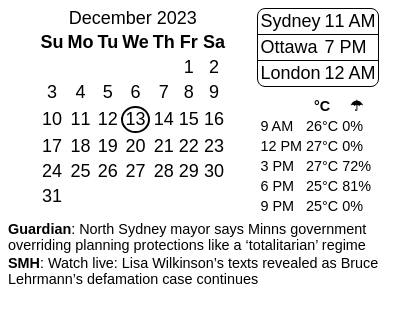 December 2023
Su Mo Tu We Th Fr Sa
1 2
3 4 5 6 7 8 9
10 11 12 13 14 15 16
17 18 19 20 21 22 23
24 25 26 27 28 29 30
31
Sydney 11 AM
Ottawa 7 PM
London 12 AM
°C ☂
9 AM 26°C 0%
12 PM 27°C 0%
3 PM 27°C 72%
6 PM 25°C 81%
9 PM 25°C 0%
Guardian: North Sydney mayor says Minns government
overriding planning protections like a ‘totalitarian’ regime
SMH: Watch live: Lisa Wilkinson’s texts revealed as Bruce
Lehrmann’s defamation case continues